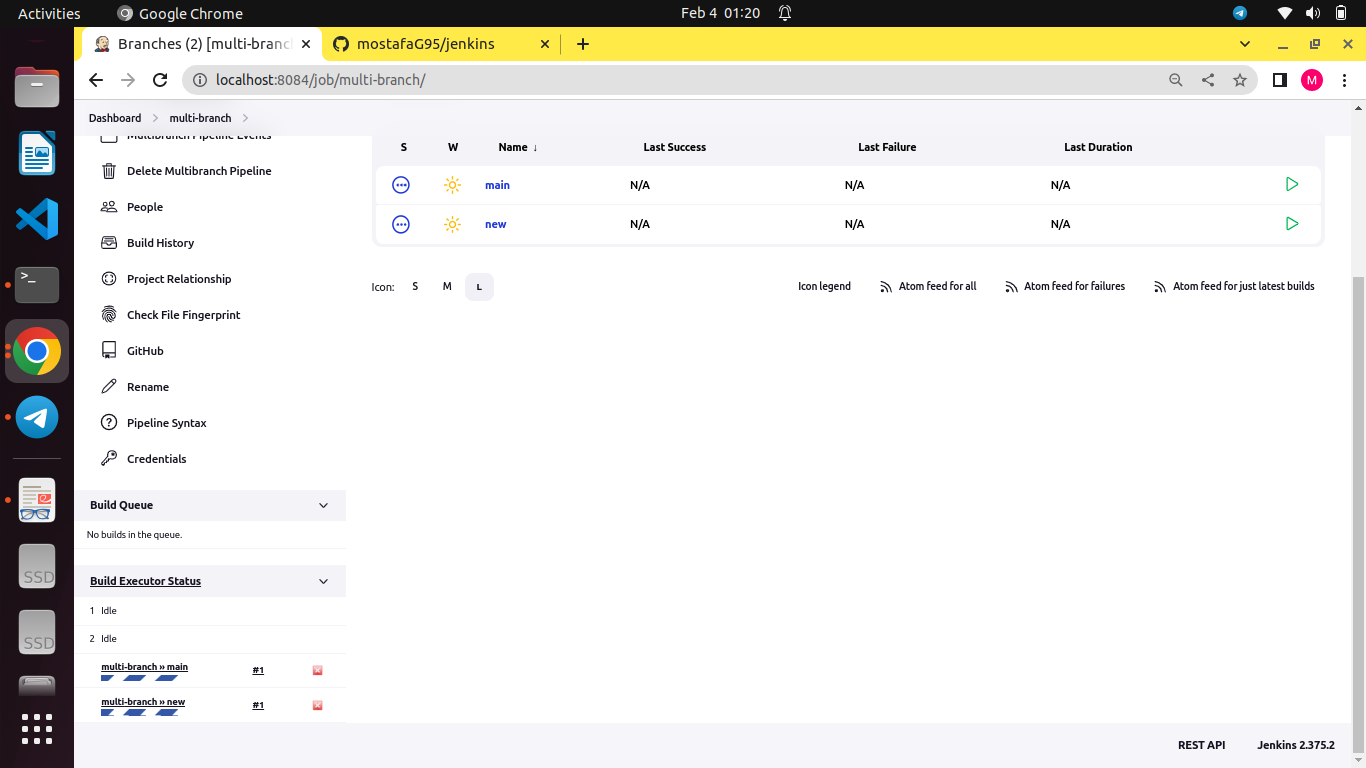 Activities Google Chrome Feb 4 01:20
Branches (2) [multi-branc mostafaG95/jenkins
localhost:8084/job/multi-branch/ M
Dashboard multi-branch
Multibranch Pipeline Events
Delete Multibranch Pipeline
People
Build History
Project Relationship
Check File Fingerprint
GitHub
Rename
Pipeline Syntax
Credentials
Build Queue
No builds in the queue.
Build Executor Status
1 Idle
2 Idle
multi-branch » main #1
multi-branch » new #1
S W Name ↓ Last Success Last Failure Last Duration
main N/A N/A N/A
new N/A N/A N/A
Icon: S M L Icon legend Atom feed for all Atom feed for failures Atom feed for just latest builds
SSD
SSD
REST API Jenkins 2.375.2